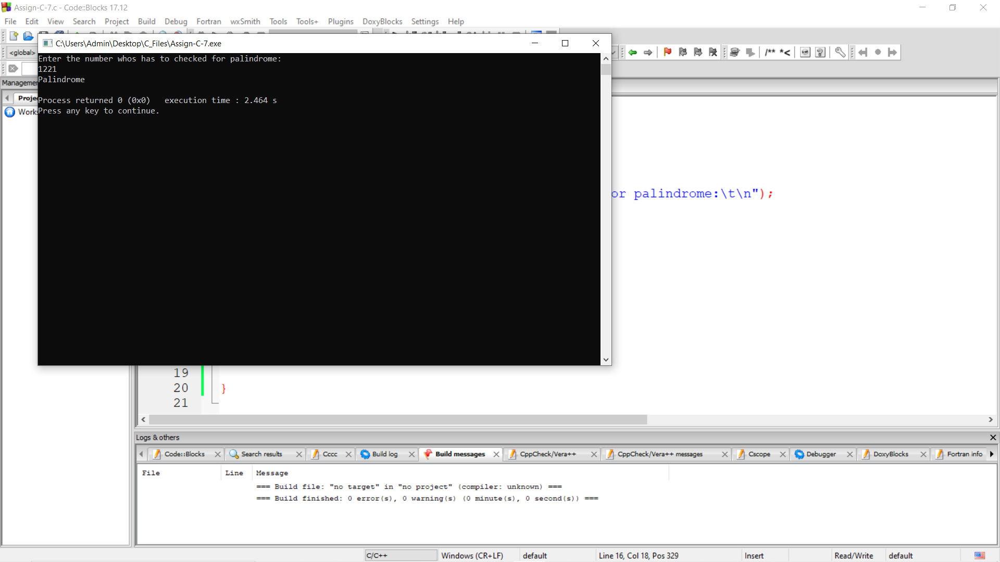 Assign-C-7.c - Code::Blocks 17.12
File Edit View Search Project Build Debug Fortran wxSmith Tools Tools+ Plugins DoxyBlocks Settings Help
C:\Users\Admin\Desktop\C_Files\Assign-C-7.exe
<global>
/** *<
Enter the number whos has to checked for palindrome:
1221
Palindrome
Process returned 0 (0x0)   execution time : 2.464 s
Press any key to continue.
Managemen
Projec
Works
or palindrome:\t\n");
19
20 }
21
Logs & others
Code::Blocks Search results Cccc Build log Build messages CppCheck/Vera++ CppCheck/Vera++ messages Cscope Debugger DoxyBlocks Fortran info
File Line Message
=== Build file: "no target" in "no project" (compiler: unknown) ===
=== Build finished: 0 error(s), 0 warning(s) (0 minute(s), 0 second(s)) ===
C/C++ Windows (CR+LF) default Line 16, Col 18, Pos 329 Insert Read/Write default